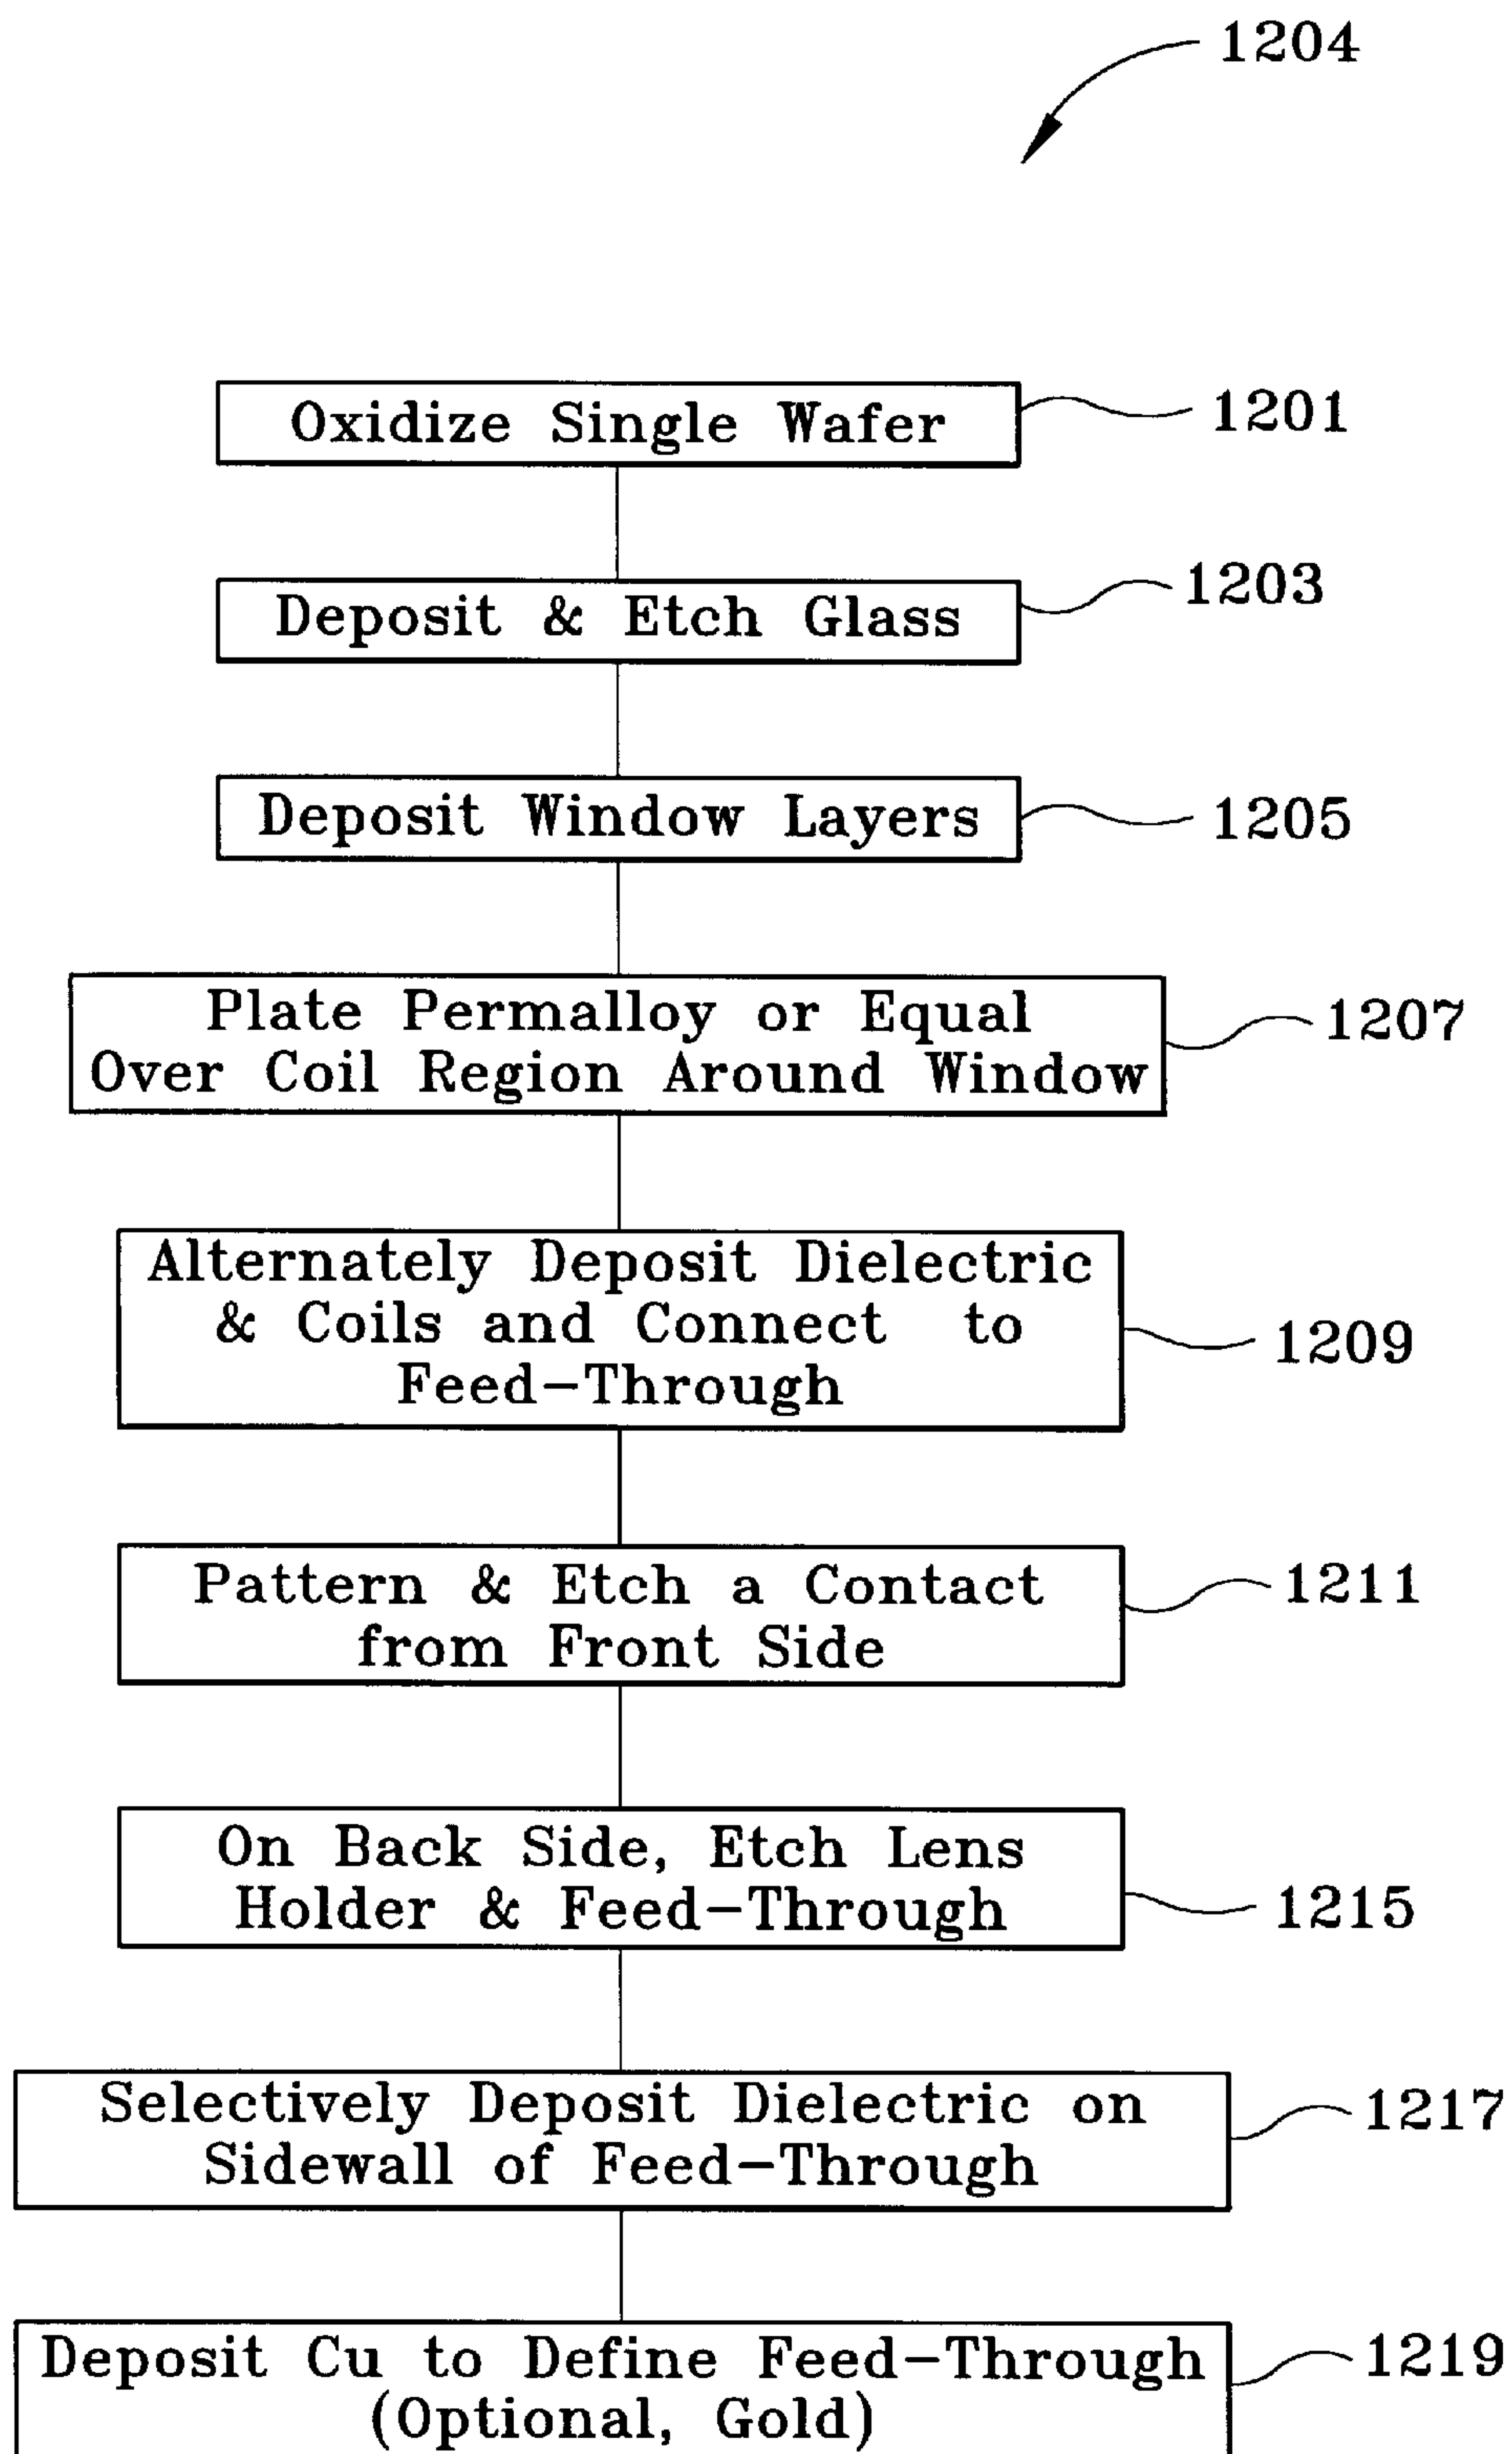 1204
Oxidize Single Wafer
1201
Deposit & Etch Glass
1203
Deposit Window Layers
1205
Plate Permalloy or Equal
Over Coil Region Around Window
1207
Alternately Deposit Dielectric
& Coils and Connect to
Feed-Through
1209
Pattern & Etch a Contact
from Front Side
1211
On Back Side, Etch Lens
Holder & Feed-Through
1215
Selectively Deposit Dielectric on
Sidewall of Feed-Through
1217
Deposit Cu to Define Feed-Through
(Optional, Gold)
1219